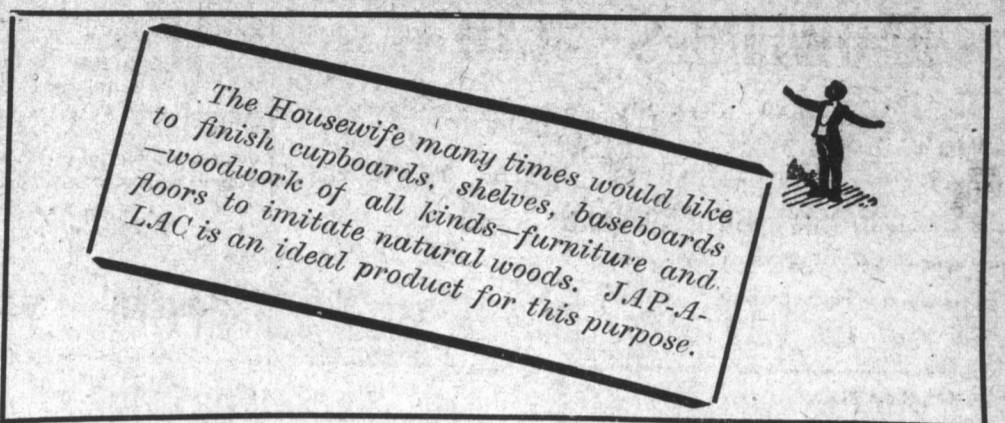 The Housewife many times would like
to finish cupboards, shelves, baseboards
—woodwork of all kinds—furniture and
floors to imitate natural woods. JAP-A-
LAC is an ideal product for this purpose.